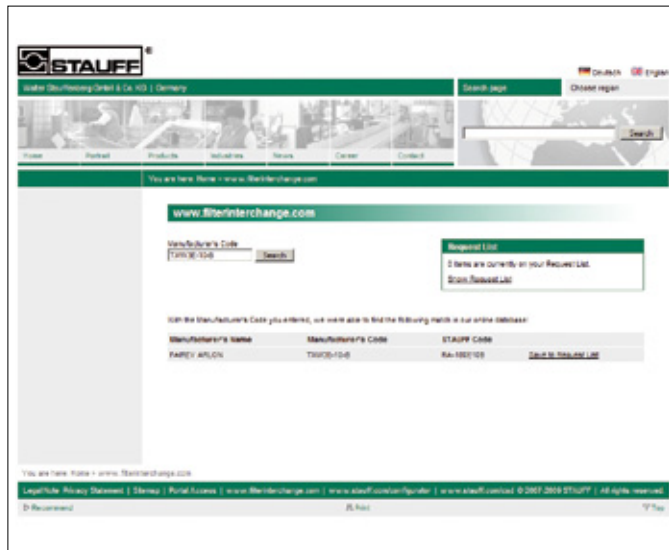 STAUFF®
Deutsch English
Walter Stauffenberg GmbH & Co. KG | Germany
Search page
Choose region
Search
Home Portrait Products Industries News Career Contact
You are here: Home > www.filterinterchange.com
www.filterinterchange.com
Manufacturer's Code
Search
Request List
items are currently on your Request List.
Show Request List
With the Manufacturer's Code you entered, we were able to find the following match in our online database:
Manufacturer's Name Manufacturer's Code STAUFF Code
FAIREY ARLON Save to Request List
You are here: Home > www.filterinterchange.com
Legal Note Privacy Statement | Sitemap | Portal Access | www.filterinterchange.com | www.stauff.com/configurator | www.stauff.com/cad © 2007-2008 STAUFF | All rights reserved
Recommend Print Top